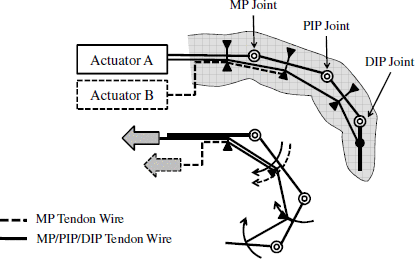 MP Joint
PIP Joint
DIP Joint
Actuator A
Actuator B
MP Tendon Wire
MP/PIP/DIP Tendon Wire